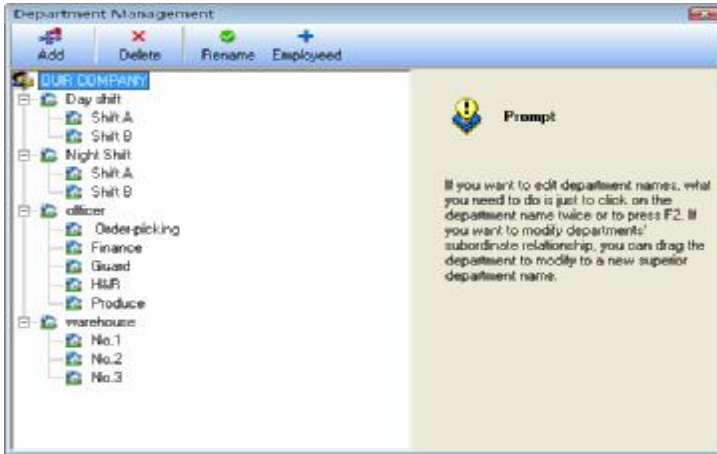 Department Management
Add Delete Rename Employeed
OUR COMPANY
Day shift
Shift A
Shift B
Night Shift
Shift A
Shift B
officer
Order-picking
Finance
Guard
H&R
Produce
warehouse
No.1
No.2
No.3
Prompt
If you want to edit department names, what
you need to do is just to click on the
department name twice or to press F2. If
you want to modify departments'
subordinate relationship, you can drag the
department to modify to a new superior
department name.